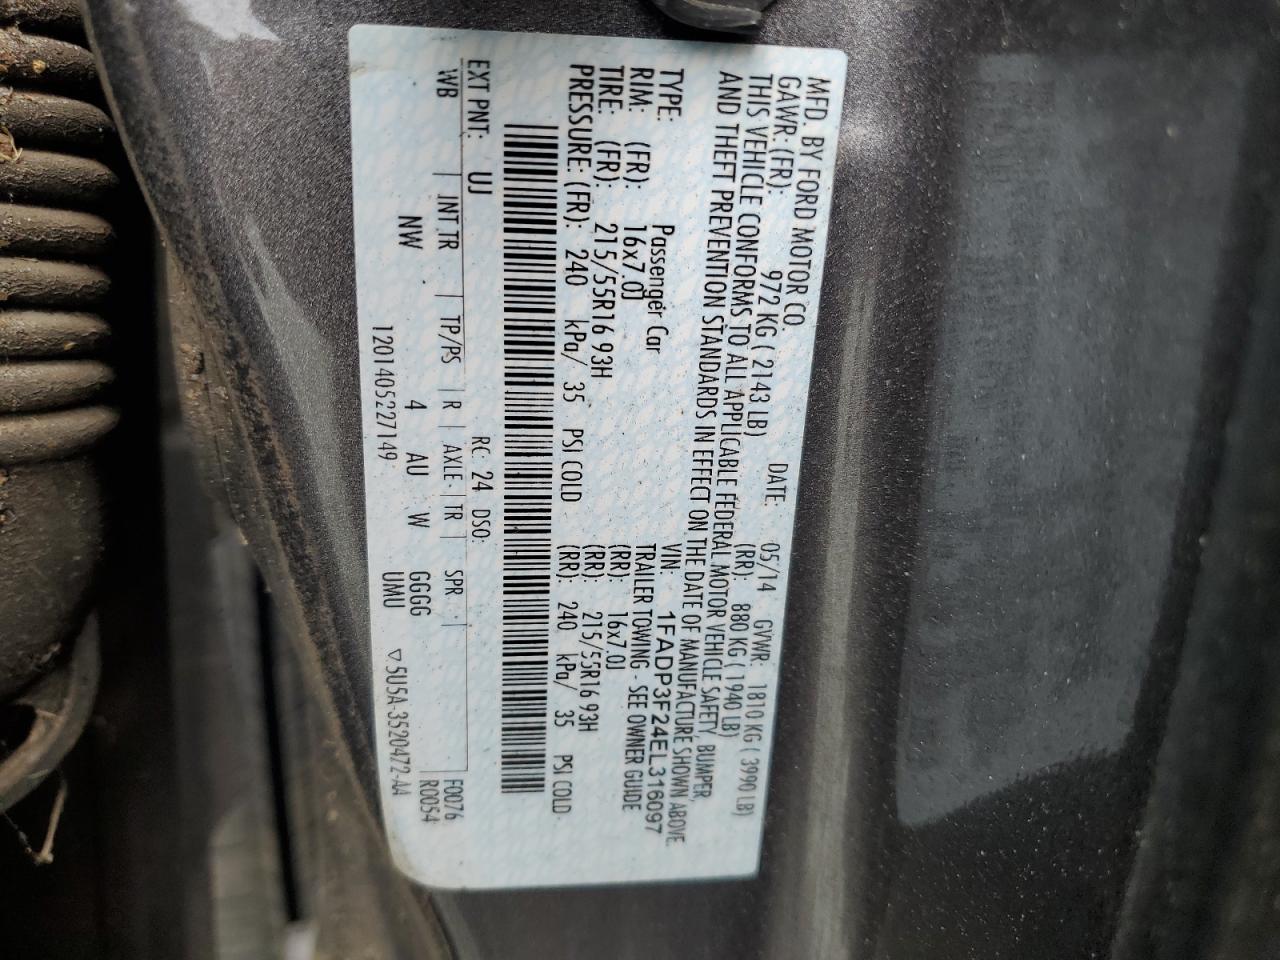 MFD. BY FORD MOTOR CO.
DATE: 05/14 GVWR: 1810 KG ( 3990 LB)
GAWR: (FR): 972 KG ( 2143 LB) (RR): 880 KG ( 1940 LB)
THIS VEHICLE CONFORMS TO ALL APPLICABLE FEDERAL MOTOR VEHICLE SAFETY, BUMPER,
AND THEFT PREVENTION STANDARDS IN EFFECT ON THE DATE OF MANUFACTURE SHOWN ABOVE.
VIN: 1FADP3F24EL316097
TYPE: Passenger Car TRAILER TOWING - SEE OWNER GUIDE
RIM: (FR): 16x7.0J (RR): 16x7.0J
TIRE: (FR): 215/55R16 93H (RR): 215/55R16 93H
PRESSURE: (FR): 240 kPa/ 35 PSI COLD (RR): 240 kPa/ 35 PSI COLD
EXT PNT: UJ RC: 24 DSO:
WB INT TR TP/PS R AXLE TR SPR F0076
NW 4 AU W GGGG R0054
UMU
1201405227149 ▽5U5A-3520472-AA